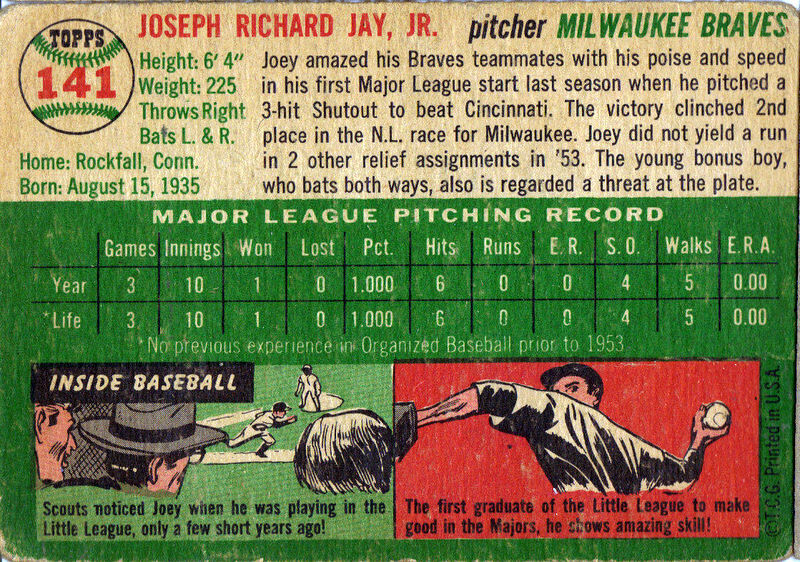 TOPPS
141
JOSEPH RICHARD JAY, JR. pitcher MILWAUKEE BRAVES
Height: 6' 4"
Weight: 225
Throws Right
Bats L. & R.
Home: Rockfall, Conn.
Born: August 15, 1935
Joey amazed his Braves teammates with his poise and speed
in his first Major League start last season when he pitched a
3-hit Shutout to beat Cincinnati. The victory clinched 2nd
place in the N.L. race for Milwaukee. Joey did not yield a run
in 2 other relief assignments in '53. The young bonus boy,
who bats both ways, also is regarded a threat at the plate.
MAJOR LEAGUE PITCHING RECORD
Games Innings Won Lost Pct. Hits Runs E.R. S.O. Walks E.R.A.
Year 3 10 1 0 1.000 6 0 0 4 5 0.00
*Life 3 10 1 0 1.000 6 0 0 4 5 0.00
*No previous experience in Organized Baseball prior to 1953
INSIDE BASEBALL
Scouts noticed Joey when he was playing in the
Little League, only a few short years ago!
The first graduate of the Little League to make
good in the Majors, he shows amazing skill!
©T.C.G. Printed in U.S.A.